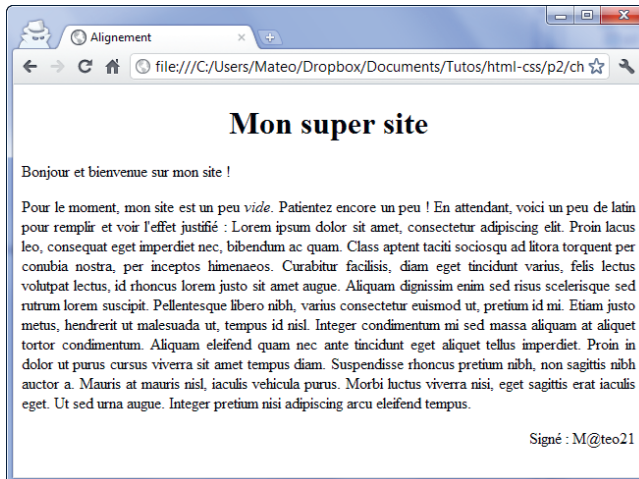 Alignement
file:///C:/Users/Mateo/Dropbox/Documents/Tutos/html-css/p2/ch
Mon super site
Bonjour et bienvenue sur mon site !
Pour le moment, mon site est un peu vide. Patientez encore un peu ! En attendant, voici un peu de latin
pour remplir et voir l'effet justifié : Lorem ipsum dolor sit amet, consectetur adipiscing elit. Proin lacus
leo, consequat eget imperdiet nec, bibendum ac quam. Class aptent taciti sociosqu ad litora torquent per
conubia nostra, per inceptos himenaeos. Curabitur facilisis, diam eget tincidunt varius, felis lectus
volutpat lectus, id rhoncus lorem justo sit amet augue. Aliquam dignissim enim sed risus scelerisque sed
rutrum lorem suscipit. Pellentesque libero nibh, varius consectetur euismod ut, pretium id mi. Etiam justo
metus, hendrerit ut malesuada ut, tempus id nisl. Integer condimentum mi sed massa aliquam at aliquet
tortor condimentum. Aliquam eleifend quam nec ante tincidunt eget aliquet tellus imperdiet. Proin in
dolor ut purus cursus viverra sit amet tempus diam. Suspendisse rhoncus pretium nibh, non sagittis nibh
auctor a. Mauris at mauris nisl, iaculis vehicula purus. Morbi luctus viverra nisi, eget sagittis erat iaculis
eget. Ut sed urna augue. Integer pretium nisi adipiscing arcu eleifend tempus.
Signé : M@teo21